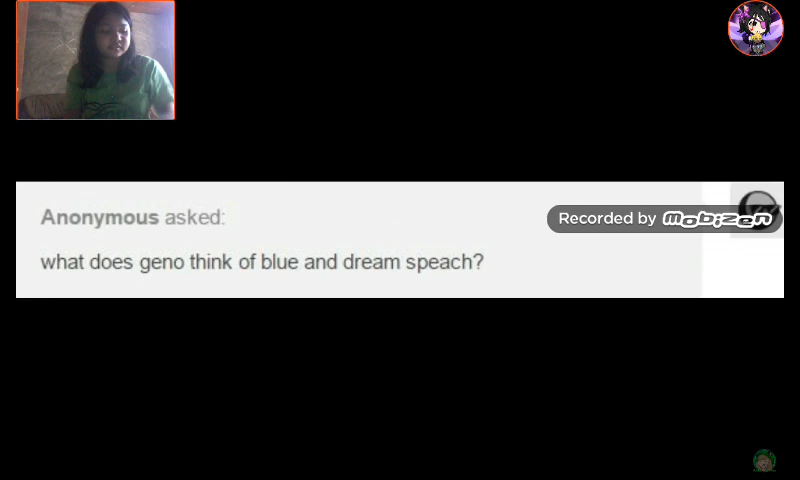 Anonymous asked:
Recorded by mobizen
what does geno think of blue and dream speach?